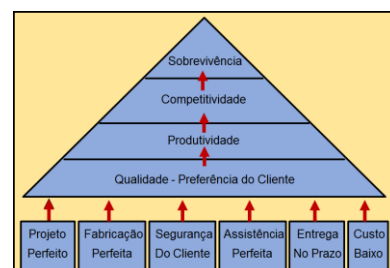 Sobrevivência
Competitividade
Produtividade
Qualidade - Preferência do Cliente
Projeto
Perfeito
Fabricação
Perfeita
Segurança
Do Cliente
Assistência
Perfeita
Entrega
No Prazo
Custo
Baixo